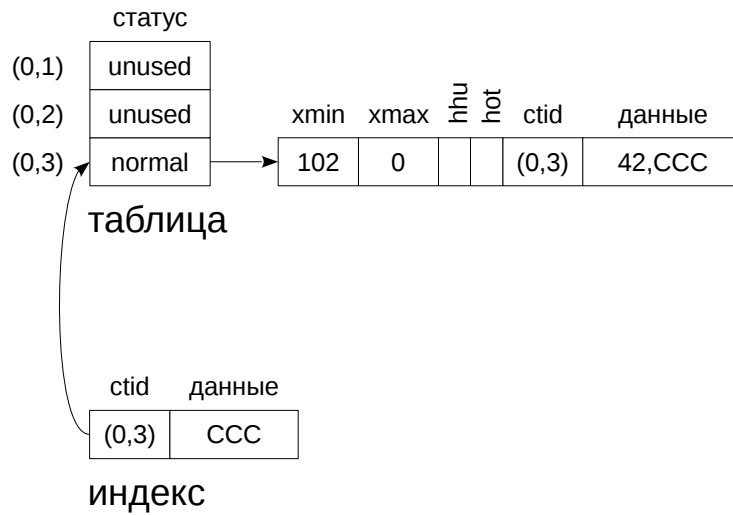 статус
(0,1) unused
(0,2) unused
xmin xmax hhu hot ctid данные
(0,3) normal 102 0 (0,3) 42,CCC
таблица
ctid данные
(0,3) CCC
индекс